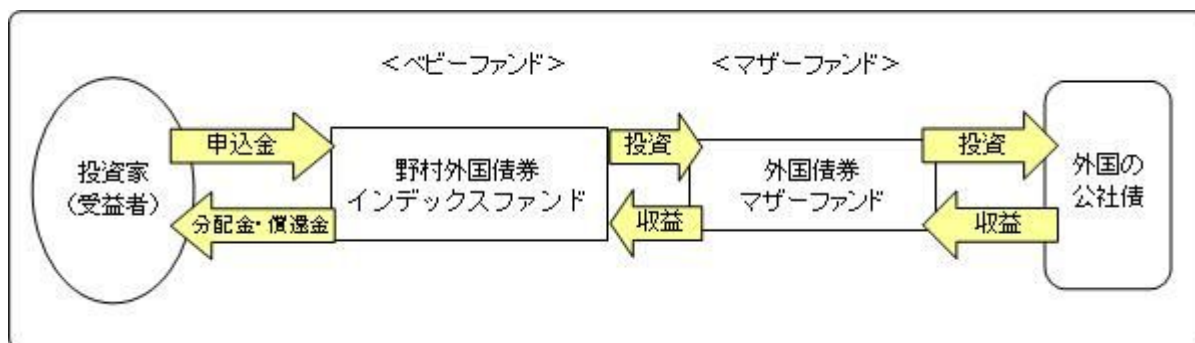 ＜ベビーファンド＞
＜マザーファンド＞
投資家
（受益者）
申込金
分配金・償還金
野村外国債券
インデックスファンド
投資
収益
外国債券
マザーファンド
投資
収益
外国の
公社債